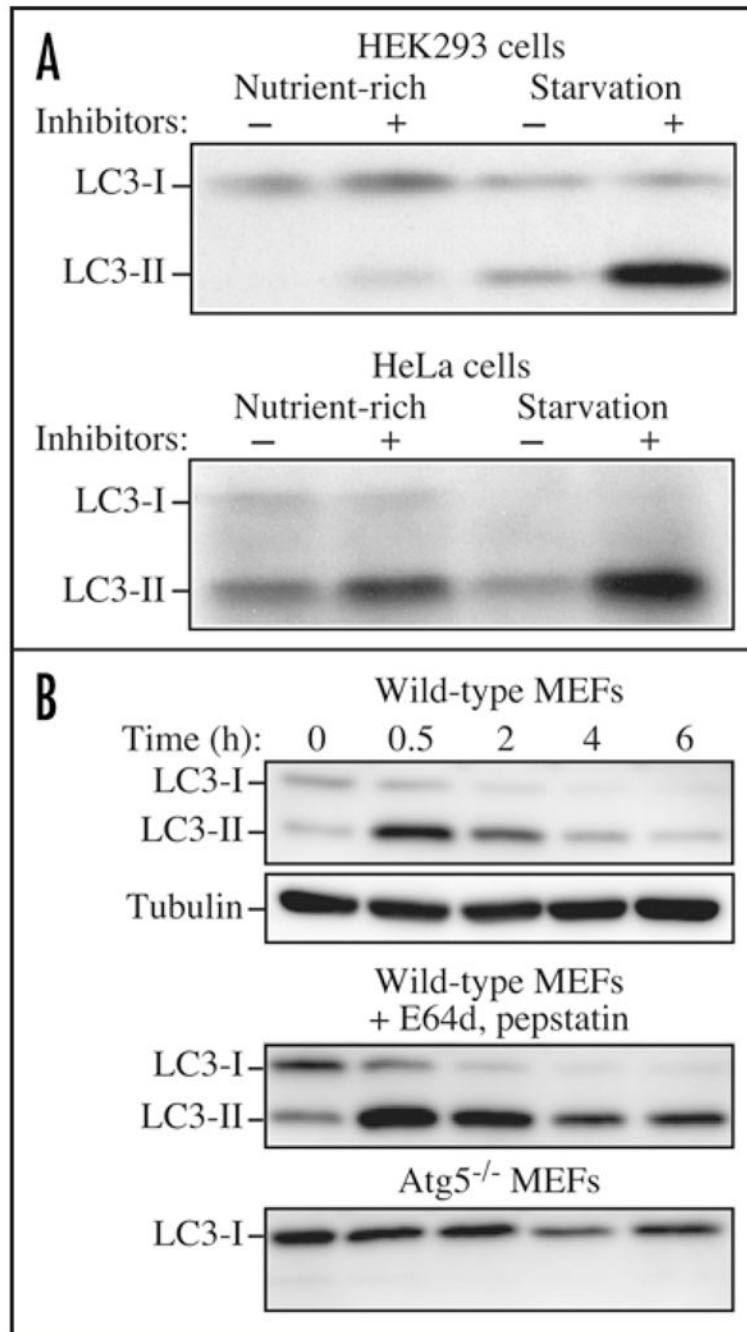 A
HEK293 cells
Nutrient-rich Starvation
Inhibitors: – + – +
LC3-I
LC3-II
HeLa cells
Nutrient-rich Starvation
Inhibitors: – + – +
LC3-I
LC3-II
B
Wild-type MEFs
Time (h): 0 0.5 2 4 6
LC3-I
LC3-II
Tubulin
Wild-type MEFs
+ E64d, pepstatin
LC3-I
LC3-II
Atg5-/- MEFs
LC3-I